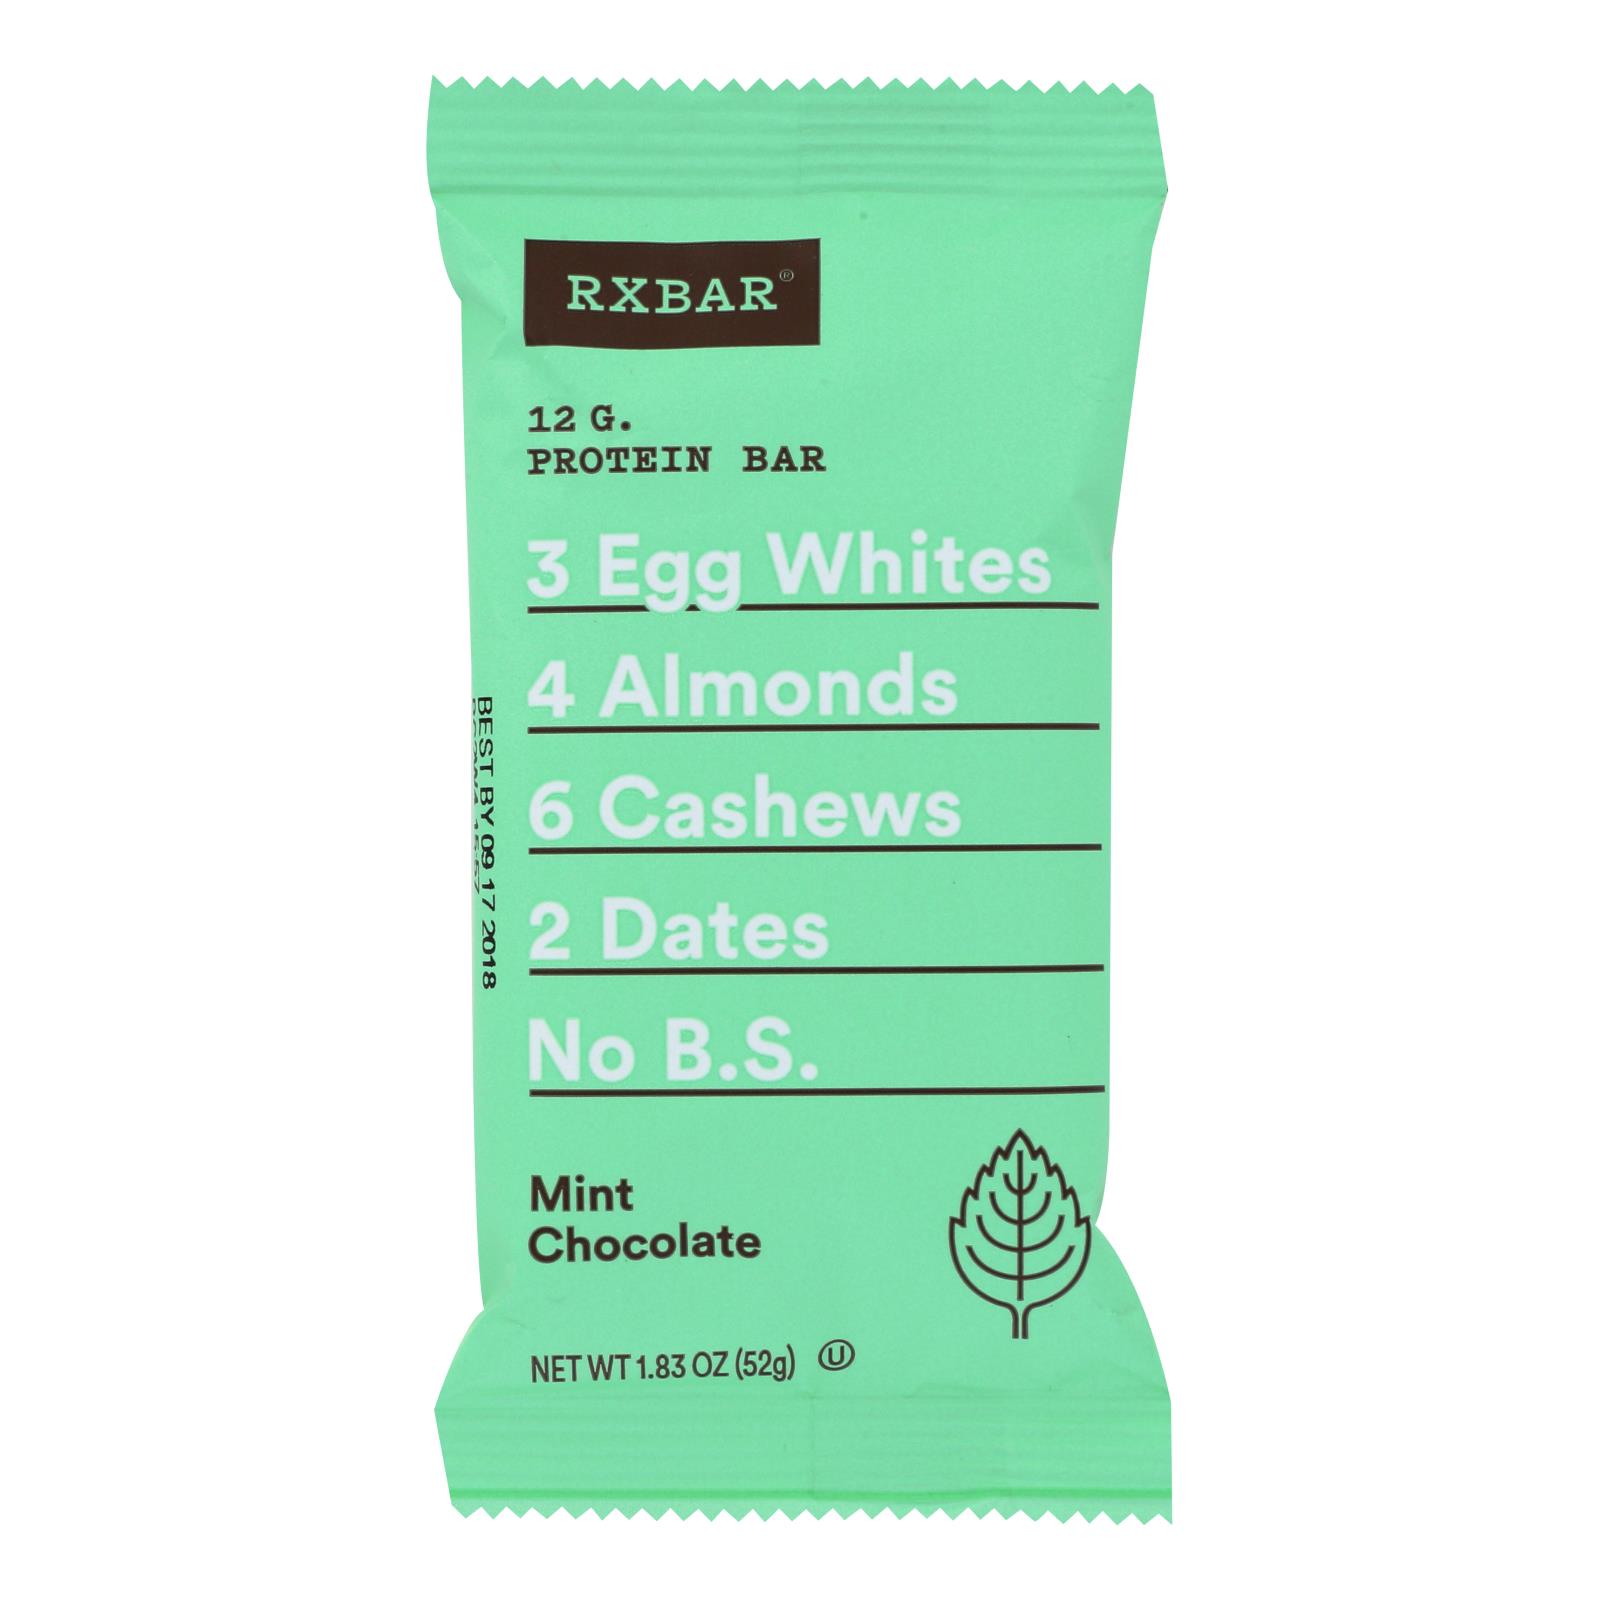 RXBAR®
12 G.
PROTEIN BAR
3 Egg Whites
4 Almonds
6 Cashews
2 Dates
No B.S.
Mint
Chocolate
NET WT 1.83 OZ (52g) Ⓤ
BEST BY 09 17 2018